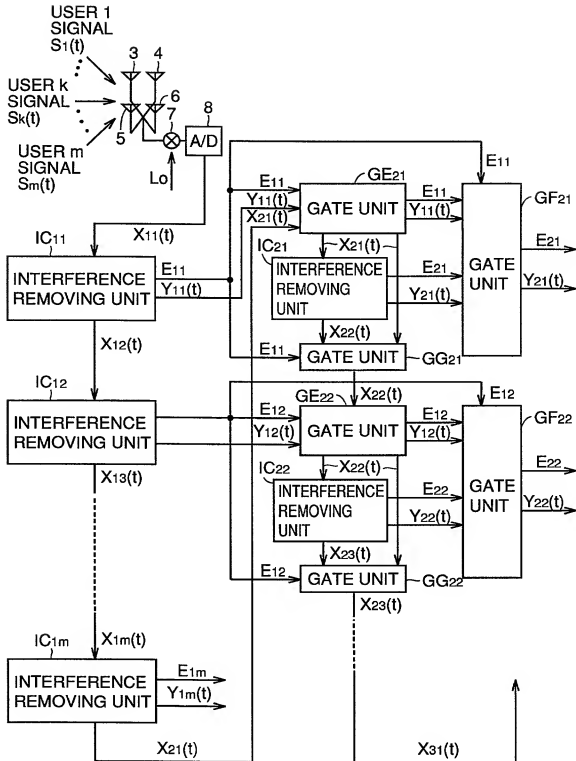 USER 1
SIGNAL
S1(t)
3 4
USER k
SIGNAL
Sk(t)
5 6
7 8
A/D
USER m
SIGNAL
Sm(t)
Lo
X11(t)
IC11
INTERFERENCE
REMOVING UNIT
E11
Y11(t)
X12(t)
IC12
INTERFERENCE
REMOVING UNIT
X13(t)
X1m(t)
IC1m
INTERFERENCE
REMOVING UNIT
E1m
Y1m(t)
X21(t)
E11
Y11(t)
X21(t)
GE21
GATE UNIT
E11
Y11(t)
E11
GF21
GATE
UNIT
E21
Y21(t)
IC21
X21(t)
INTERFERENCE
REMOVING
UNIT
E21
Y21(t)
X22(t)
E11
GATE UNIT
GG21
X22(t)
GE22
E12
Y12(t)
GATE UNIT
E12
Y12(t)
E12
GF22
GATE
UNIT
E22
Y22(t)
IC22
X22(t)
INTERFERENCE
REMOVING
UNIT
E22
Y22(t)
X23(t)
E12
GATE UNIT
GG22
X23(t)
X31(t)